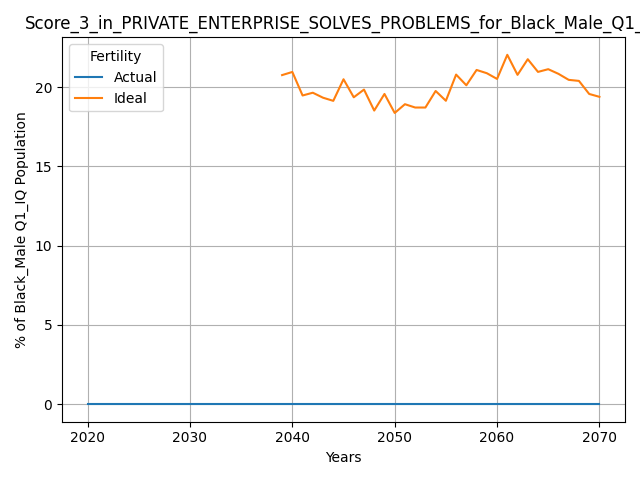 Score_3_in_PRIVATE_ENTERPRISE_SOLVES_PROBLEMS_for_Black_Male_Q1_
Fertility
Actual
Ideal
% of Black_Male Q1_IQ Population
20
15
10
5
0
2020 2030 2040 2050 2060 2070
Years